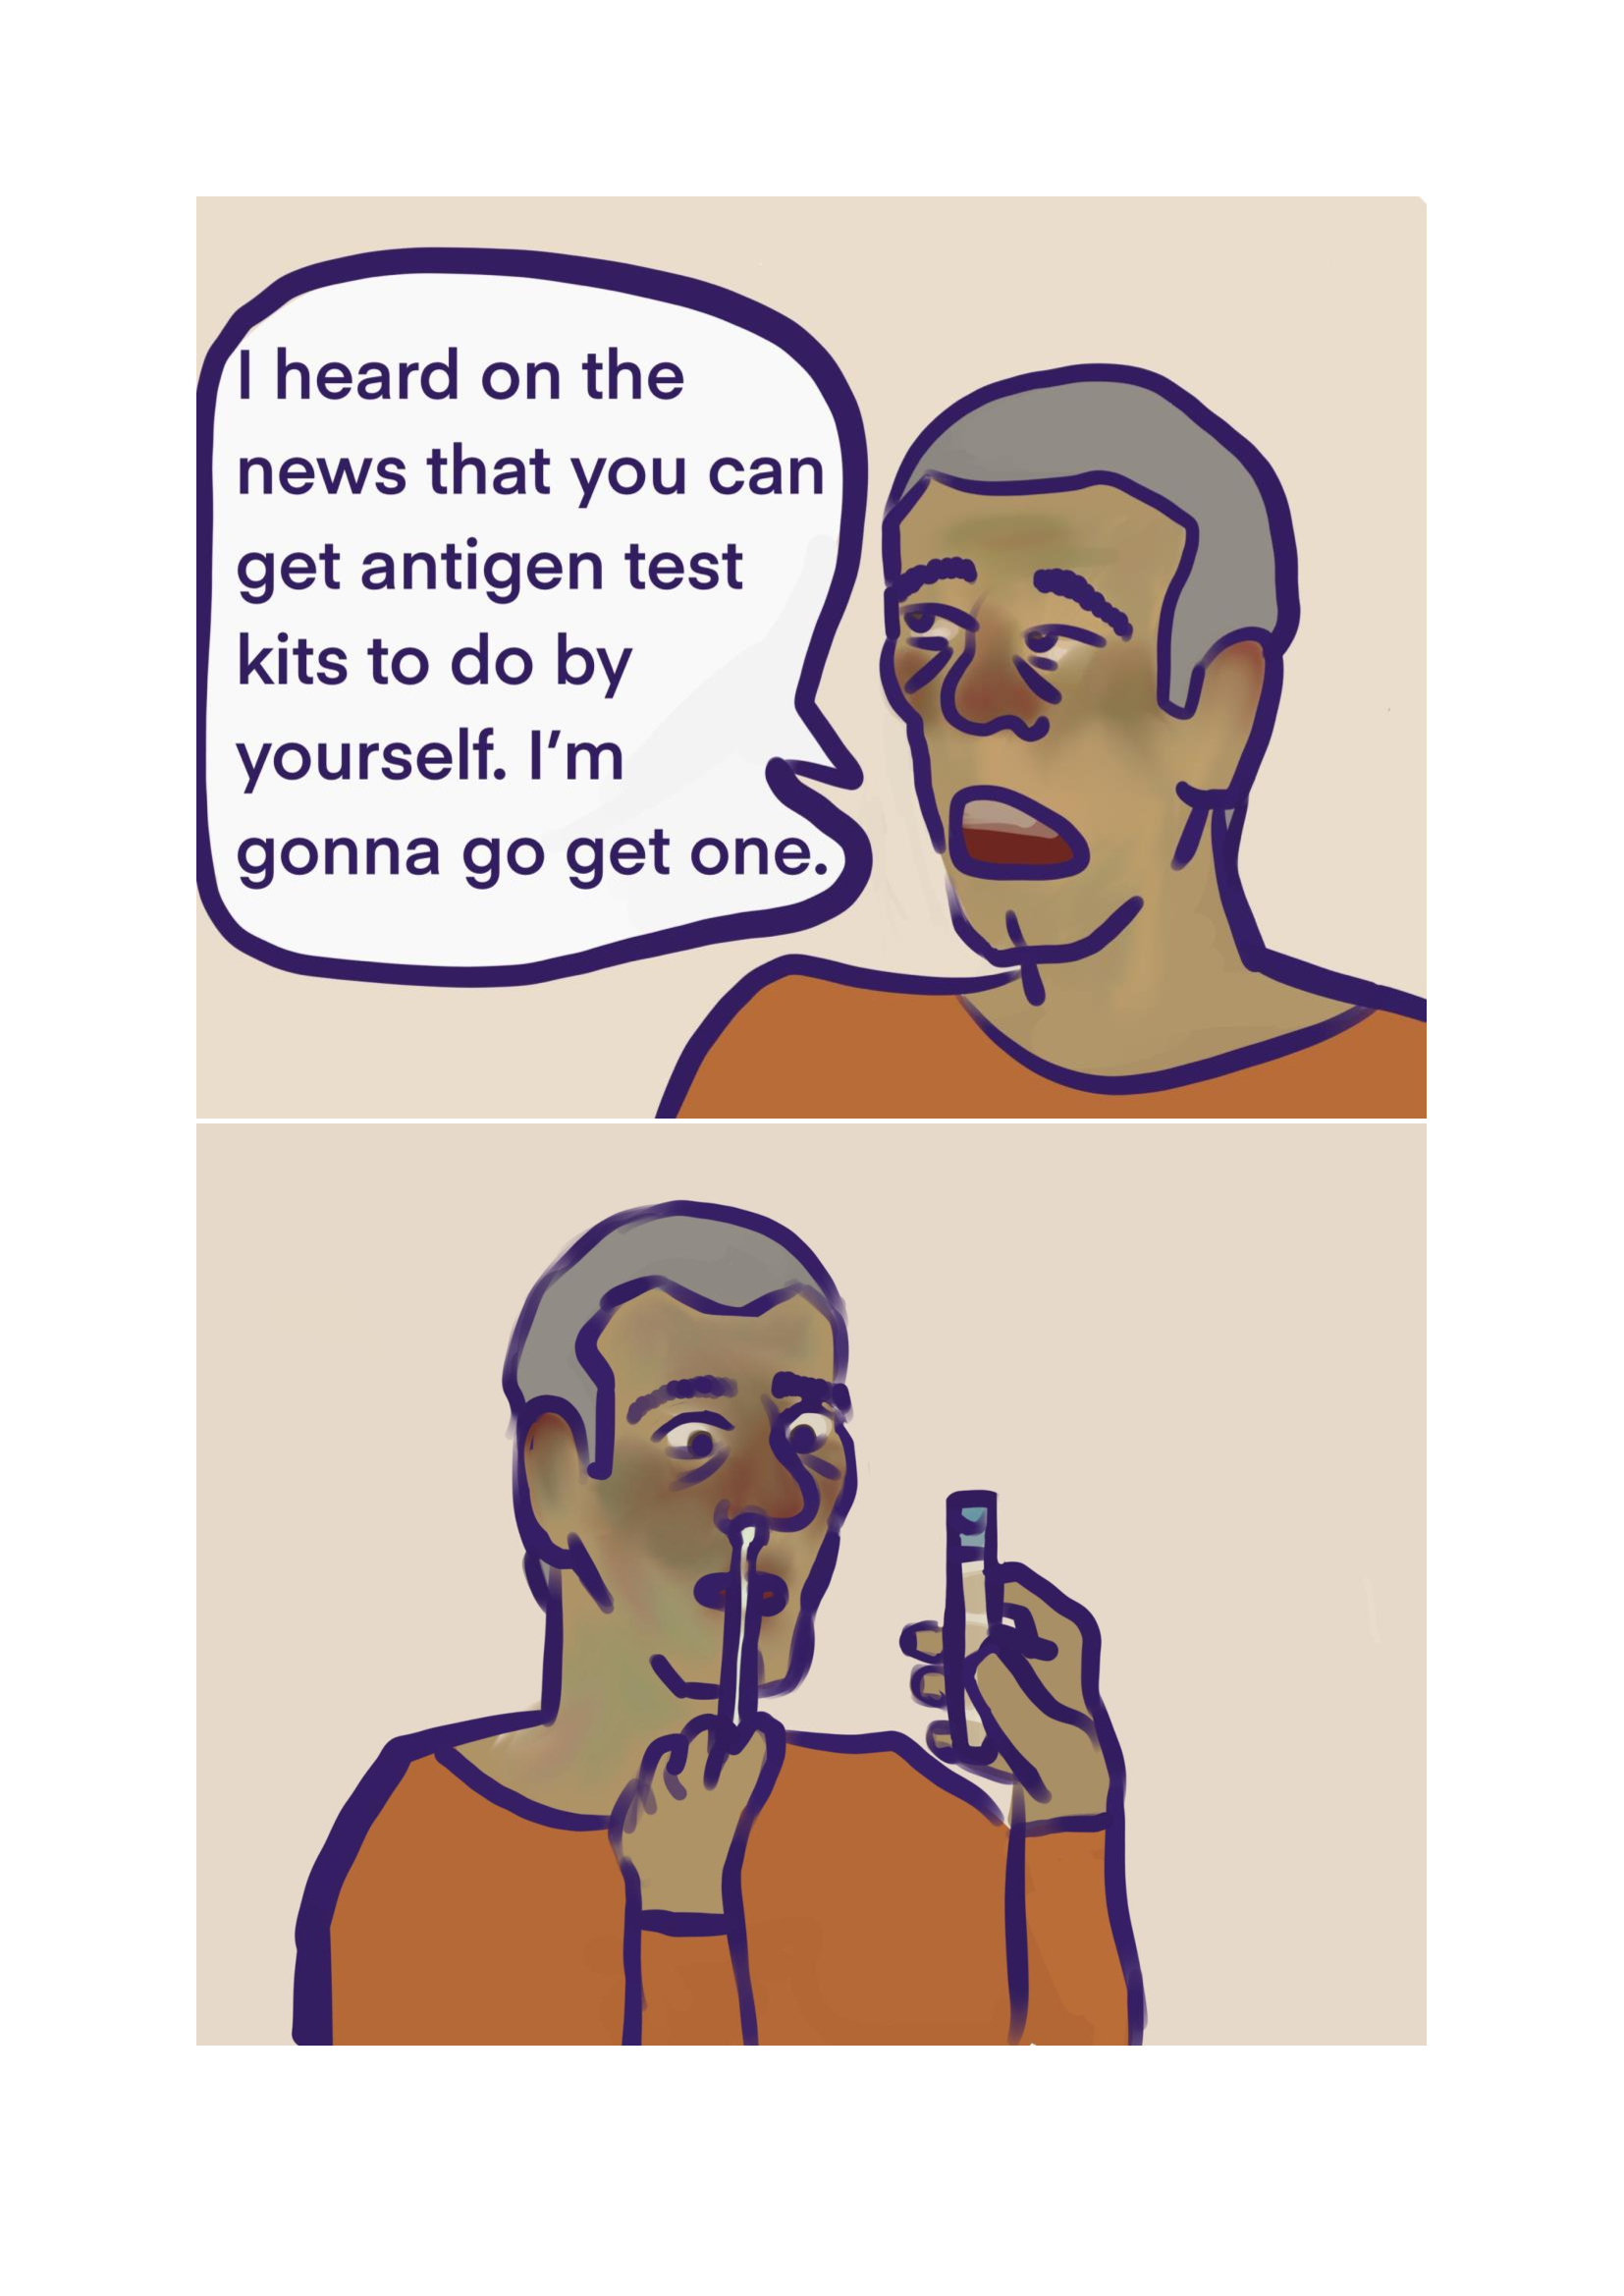 I heard on the
news that you can
get antigen test
kits to do by
yourself. I’m
gonna go get one.